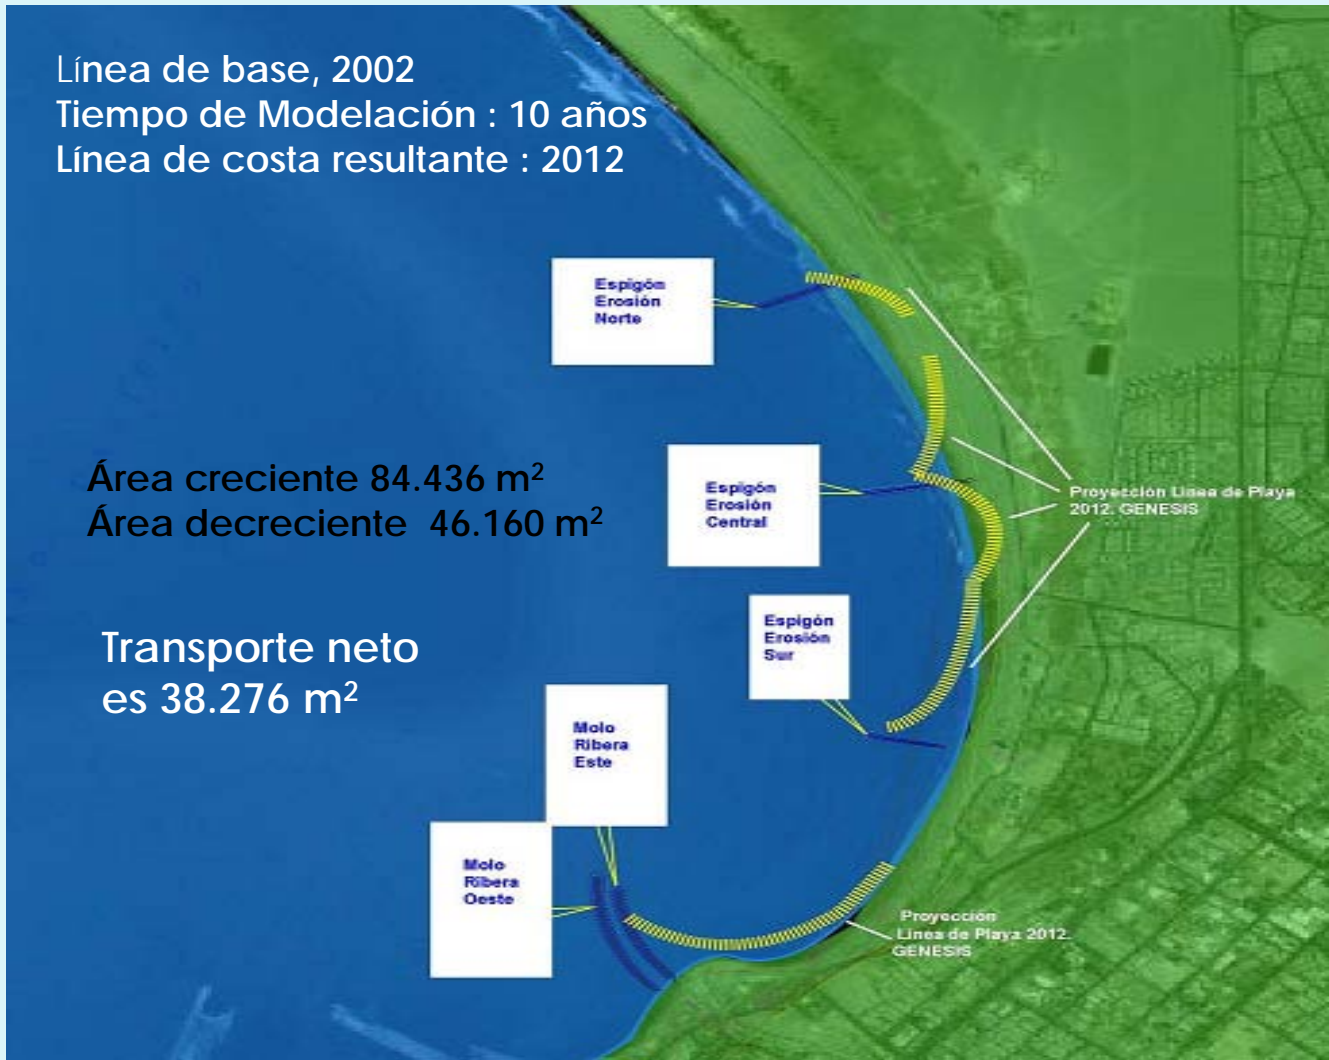 Línea de base, 2002
Tiempo de Modelación : 10 años
Línea de costa resultante : 2012
Espigón
Erosión
Norte
Área creciente 84.436 m²
Área decreciente 46.160 m²
Espigón
Erosión
Central
Proyección Linea de Playa
2012. GENESIS
Espigón
Erosión
Sur
Transporte neto
es 38.276 m²
Molo
Ribera
Este
Molo
Ribera
Oeste
Proyección
Linea de Playa 2012.
GENESIS